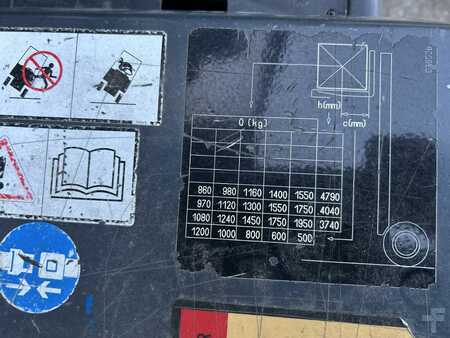 h(mm)
c(mm)
Q(kg)
860 980 1160 1400 1550 4790
970 1120 1300 1550 1750 4040
1080 1240 1450 1750 1950 3740
1200 1000 800 600 500
R